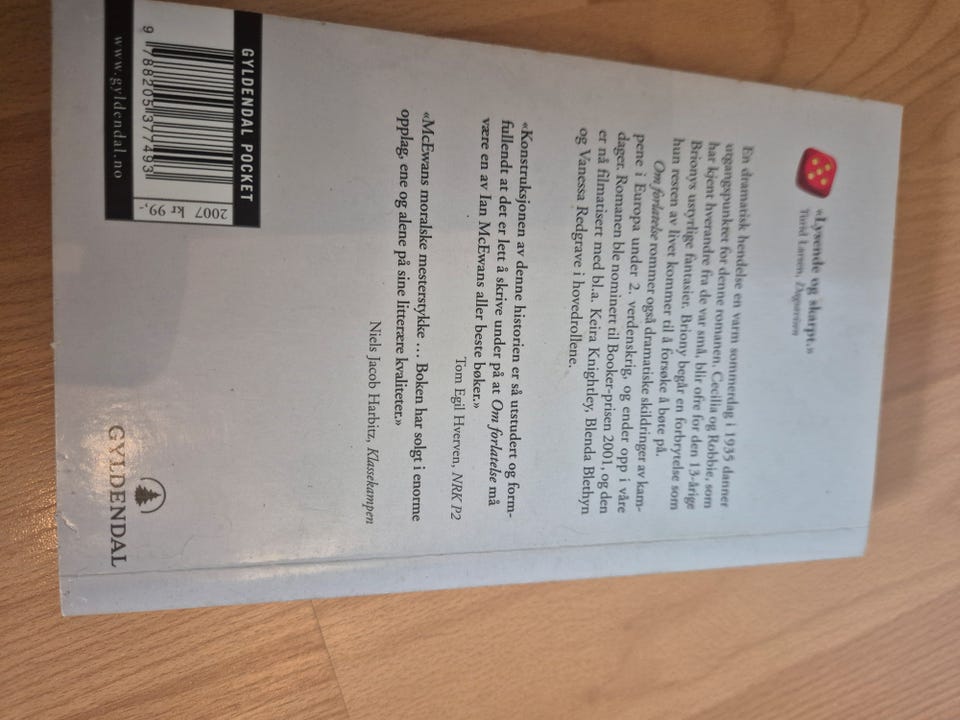 «Lysende og skarpt.»
Turid Larsen, Dagsavisen
En dramatisk hendelse en varm sommerdag i 1935 danner
utgangspunktet for denne romanen. Cecilia og Robbie, som
har kjent hverandre fra de var små, blir ofre for den 13-årige
Brionys ustyrlige fantasier. Briony begår en forbrytelse som
hun resten av livet kommer til å forsøke å bøte på.
Om forlatelse rommer også dramatiske skildringer av kam-
pene i Europa under 2. verdenskrig, og ender opp i våre
dager. Romanen ble nominert til Booker-prisen 2001, og den
er nå filmatisert med bl.a. Keira Knightley, Blenda Blethyn
og Vanessa Redgrave i hovedrollene.
«Konstruksjonen av denne historien er så utstudert og form-
fullendt at det er lett å skrive under på at Om forlatelse må
være en av Ian McEwans aller beste bøker.»
Tom Egil Hverven, NRK P2
«McEwans moralske mesterstykke ... Boken har solgt i enorme
opplag, ene og alene på sine litterære kvaliteter.»
Niels Jacob Harbitz, Klassekampen
GYLDENDAL POCKET
2007 kr 99,-
9 788205 377493
www.gyldendal.no
GYLDENDAL